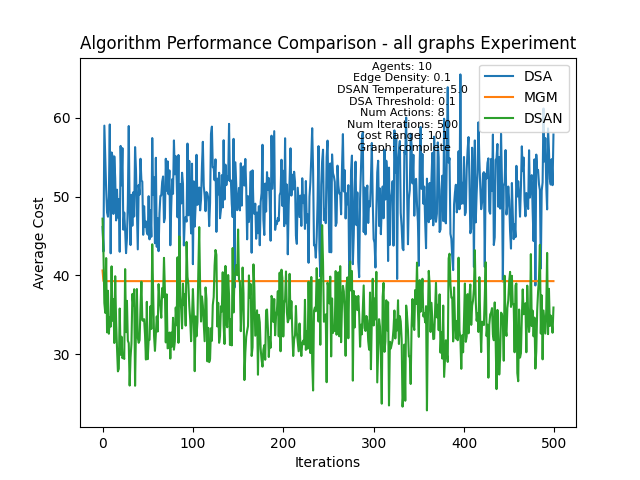 Algorithm Performance Comparison - all graphs Experiment
Agents: 10
Edge Density: 0.1
DSAN Temperature: 5.0
DSA Threshold: 0.1
Num Actions: 8
Num Iterations: 500
Cost Range: 101
Graph: complete
DSA
MGM
DSAN
Average Cost
60
50
40
30
0
100
200
300
400
500
Iterations